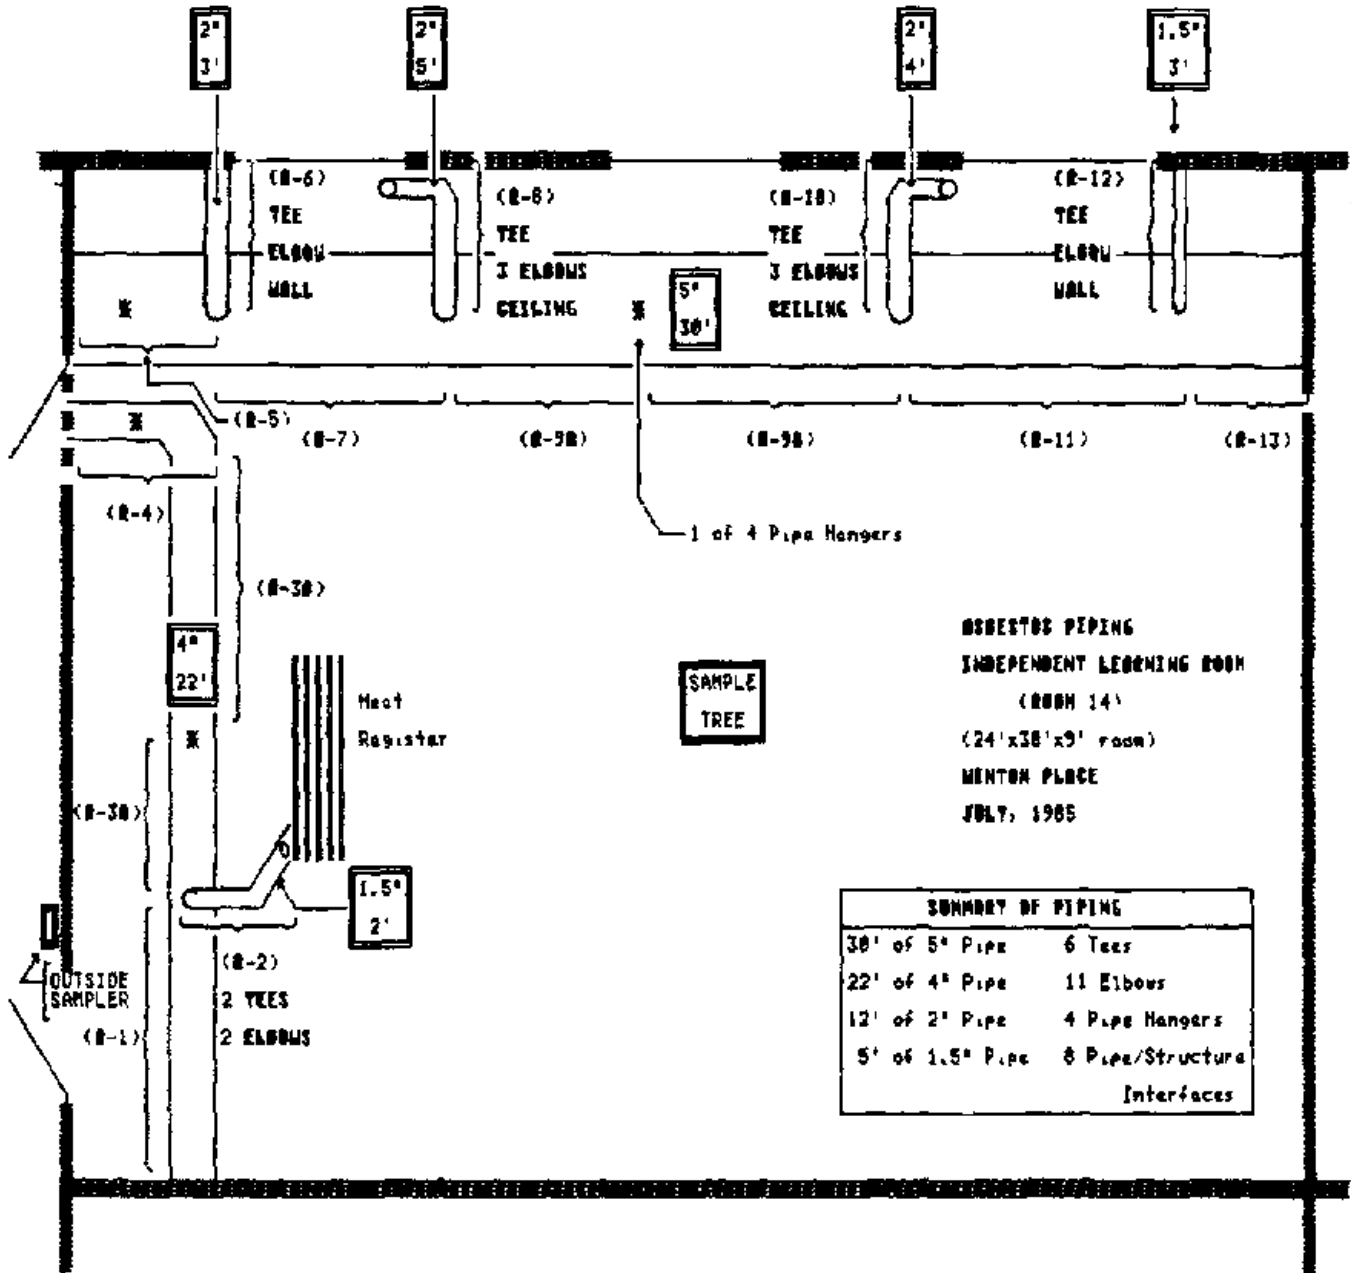 2"
3'
2"
5'
2"
4'
1.5"
3'
(A-6)
TEE
ELBOW
WALL
(A-8)
TEE
3 ELBOWS
CEILING
5"
30'
(A-10)
TEE
3 ELBOWS
CEILING
(A-12)
TEE
ELBOW
WALL
(A-5)
(A-7)
(A-9A)
(A-9B)
(A-11)
(A-13)
(A-4)
1 of 4 Pipe Hangers
(A-3B)
4"
22'
Heat
Register
SAMPLE
TREE
ASBESTOS PIPING
INDEPENDENT LEARNING ROOM
(ROOM 14)
(24'x30'x9' room)
WINTON PLACE
JULY, 1985
(A-3A)
1.5"
2'
OUTSIDE
SAMPLER
(A-1)
(A-2)
2 TEES
2 ELBOWS
SUMMARY OF PIPING
30' of 5" Pipe 6 Tees
22' of 4" Pipe 11 Elbows
12' of 2" Pipe 4 Pipe Hangers
5' of 1.5" Pipe 8 Pipe/Structure
Interfaces